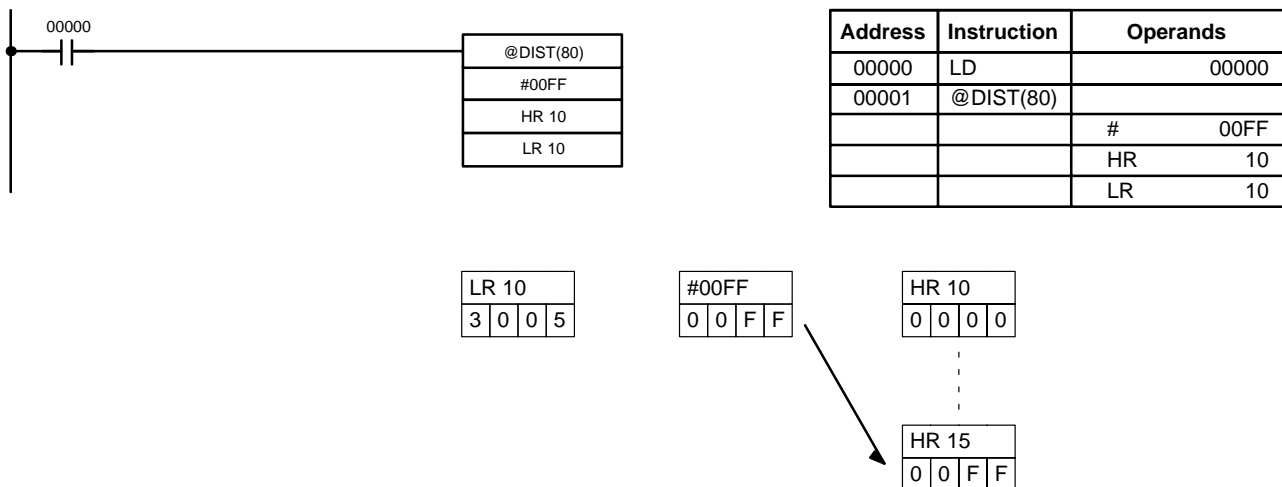 00000
@DIST(80)
#00FF
HR 10
LR 10
Address Instruction Operands
00000 LD 00000
00001 @DIST(80)
# 00FF
HR 10
LR 10
LR 10 #00FF HR 10
3 0 0 5 0 0 F F 0 0 0 0
HR 15
0 0 F F